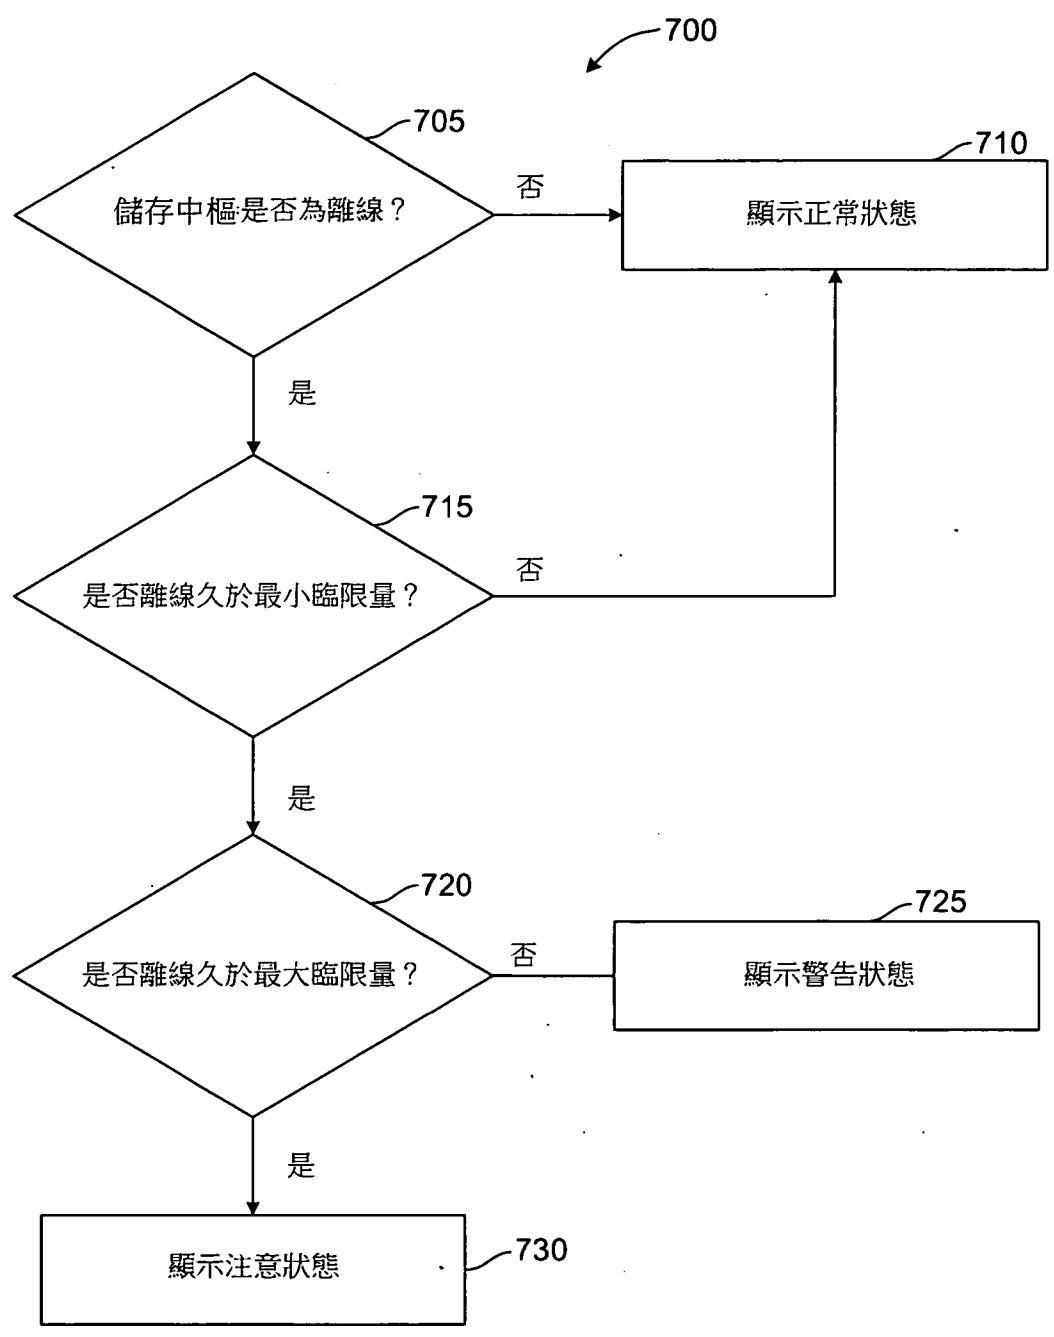 700
705
儲存中樞是否為離線？
否
710
顯示正常狀態
是
715
是否離線久於最小臨限量？
否
是
720
是否離線久於最大臨限量？
否
725
顯示警告狀態
是
顯示注意狀態
730